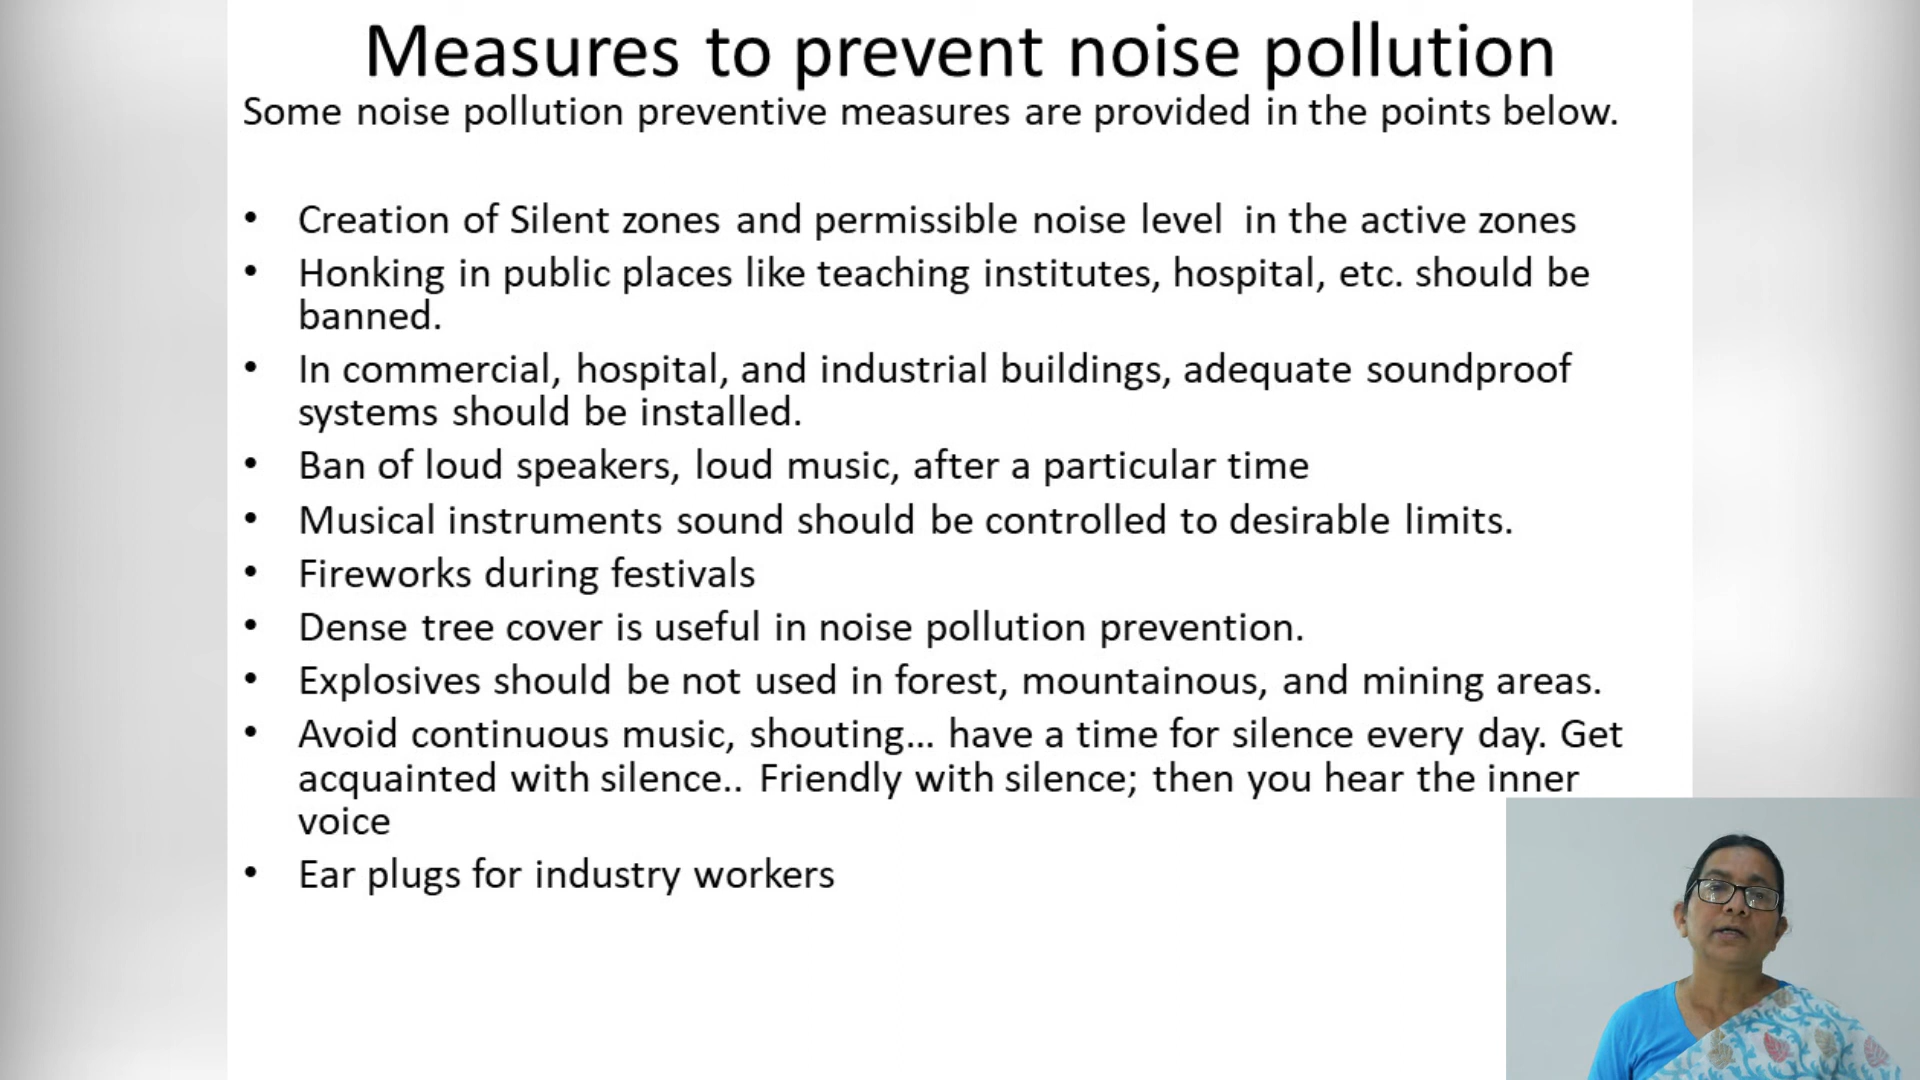 Measures to prevent noise pollution
Some noise pollution preventive measures are provided in the points below.
• Creation of Silent zones and permissible noise level in the active zones
• Honking in public places like teaching institutes, hospital, etc. should be
banned.
• In commercial, hospital, and industrial buildings, adequate soundproof
systems should be installed.
• Ban of loud speakers, loud music, after a particular time
• Musical instruments sound should be controlled to desirable limits.
• Fireworks during festivals
• Dense tree cover is useful in noise pollution prevention.
• Explosives should be not used in forest, mountainous, and mining areas.
• Avoid continuous music, shouting... have a time for silence every day. Get
acquainted with silence.. Friendly with silence; then you hear the inner
voice
• Ear plugs for industry workers